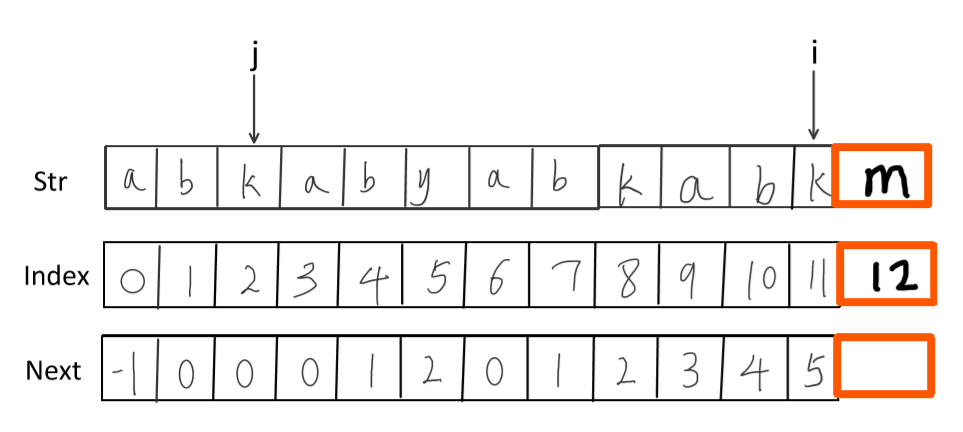 j i
Str a b k a b y a b k a b k m
Index 0 1 2 3 4 5 6 7 8 9 10 11 12
Next -1 0 0 0 1 2 0 1 2 3 4 5